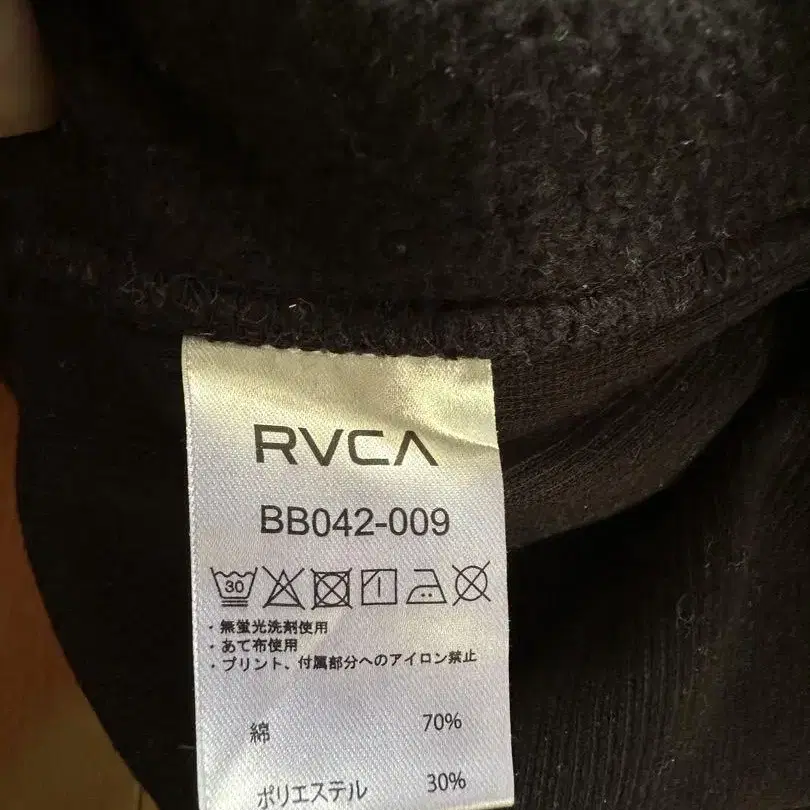 RVCA
BB042-009
30
・無蛍光洗剤使用
・あて布使用
・プリント、付属部分へのアイロン禁止
綿 70%
ポリエステル 30%